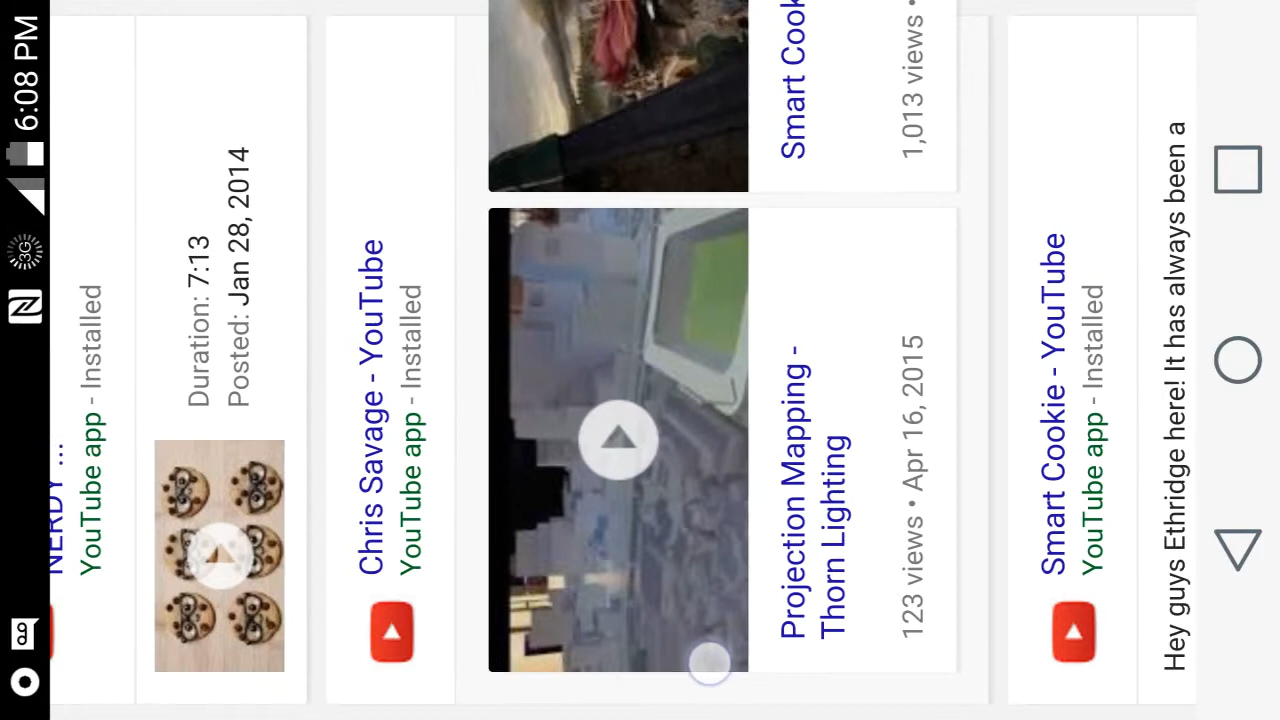 6:08 PM
3G
NERDY ...
YouTube app - Installed
Duration: 7:13
Posted: Jan 28, 2014
Chris Savage - YouTube
YouTube app - Installed
Projection Mapping -
Thorn Lighting
123 views • Apr 16, 2015
Smart Cook
1,013 views •
Smart Cookie - YouTube
YouTube app - Installed
Hey guys Ethridge here! It has always been a